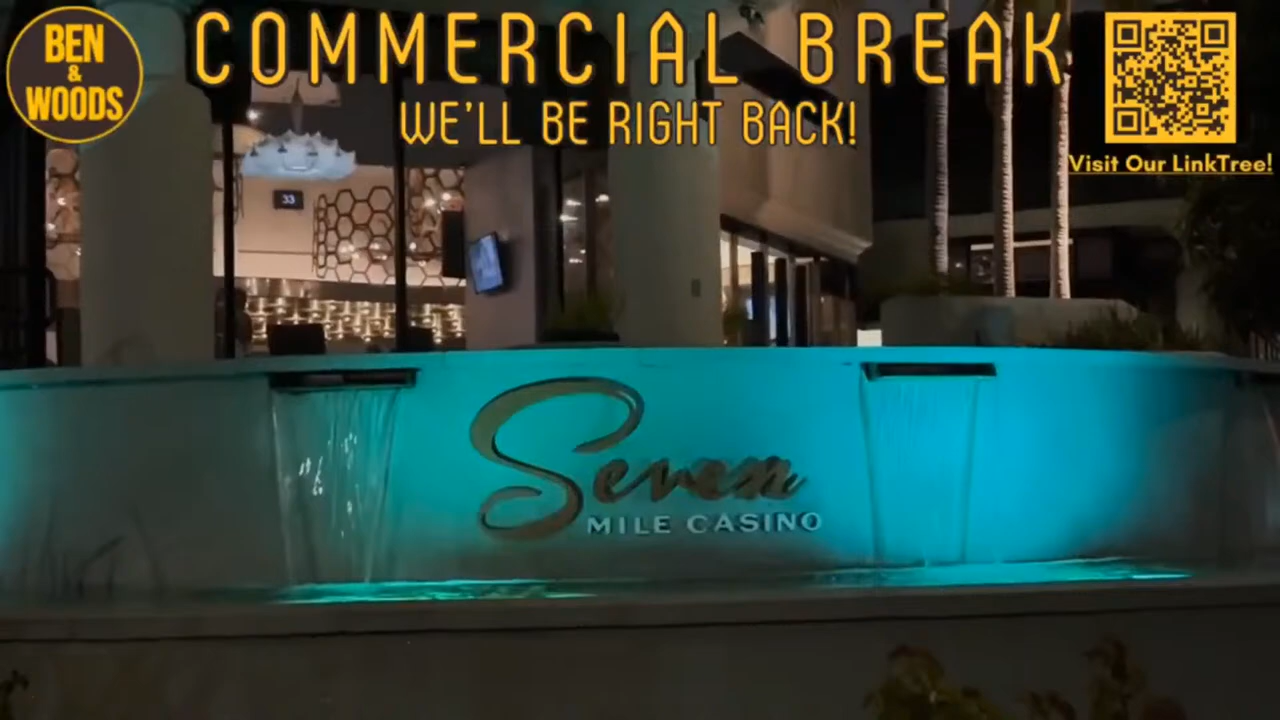 BEN
&
WOODS
COMMERCIAL BREAK
WE'LL BE RIGHT BACK!
Visit Our LinkTree!
33
Seven
MILE CASINO